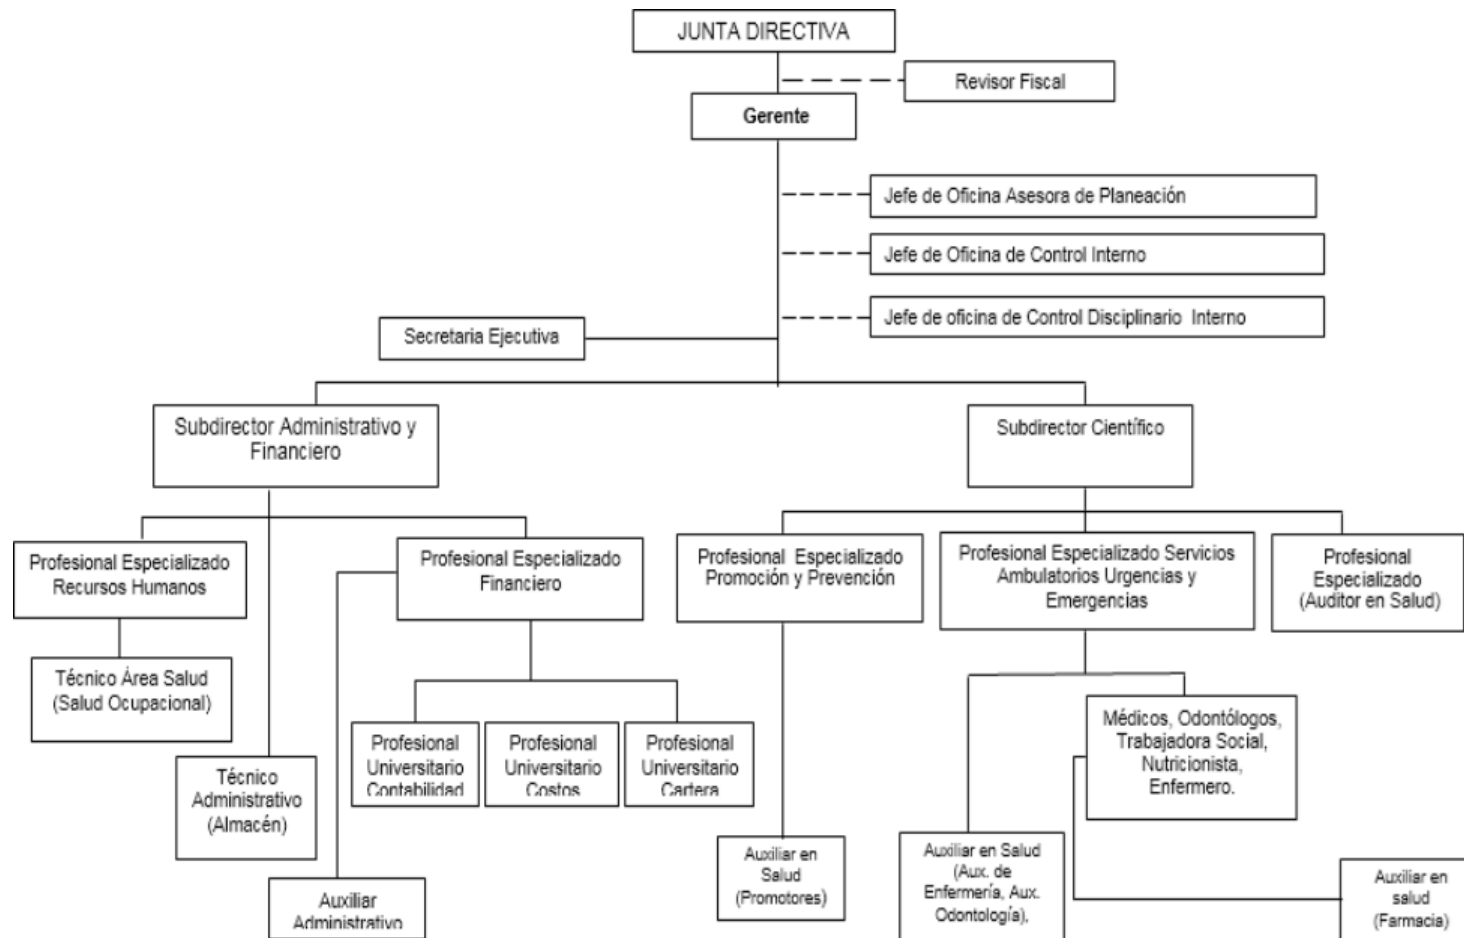 JUNTA DIRECTIVA
Revisor Fiscal
Gerente
Jefe de Oficina Asesora de Planeación
Jefe de Oficina de Control Interno
Jefe de oficina de Control Disciplinario Interno
Secretaria Ejecutiva
Subdirector Administrativo y
Financiero
Subdirector Científico
Profesional Especializado
Recursos Humanos
Profesional Especializado
Financiero
Profesional Especializado
Promoción y Prevención
Profesional Especializado Servicios
Ambulatorios Urgencias y
Emergencias
Profesional
Especializado
(Auditor en Salud)
Técnico Área Salud
(Salud Ocupacional)
Técnico
Administrativo
(Almacén)
Profesional
Universitario
Contabilidad
Profesional
Universitario
Costos
Profesional
Universitario
Cartera
Médicos, Odontólogos,
Trabajadora Social,
Nutricionista,
Enfermero.
Auxiliar
Administrativo
Auxiliar en
Salud
(Promotores)
Auxiliar en Salud
(Aux. de
Enfermería, Aux.
Odontología),
Auxiliar en
salud
(Farmacia)